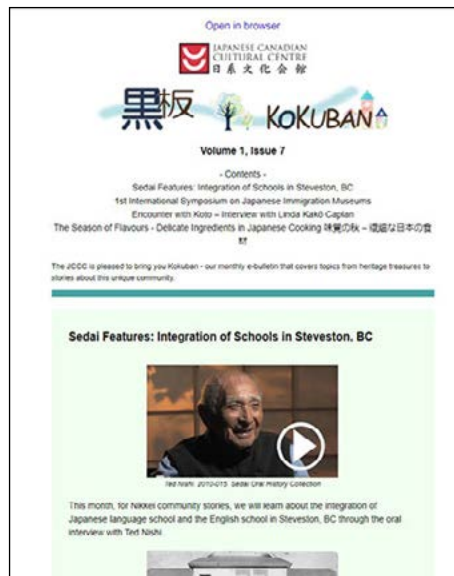 Open in browser
JAPANESE CANADIAN
CULTURAL CENTRE
日系文化会館
黒板 KOKUBAN
Volume 1, Issue 7
- Contents -
Sedai Features: Integration of Schools in Steveston, BC
1st International Symposium on Japanese Immigration Museums
Encounter with Koto – Interview with Linda Kakō Caplan
The Season of Flavours - Delicate Ingredients in Japanese Cooking 味覚の秋 – 繊細な日本の食
材
The JCCC is pleased to bring you Kokuban - our monthly e-bulletin that covers topics from heritage treasures to
stories about this unique community.
Sedai Features: Integration of Schools in Steveston, BC
Ted Nishi. 2010-015. Sedai Oral History Collection
This month, for Nikkei community stories, we will learn about the integration of
Japanese language school and the English school in Steveston, BC through the oral
interview with Ted Nishi.